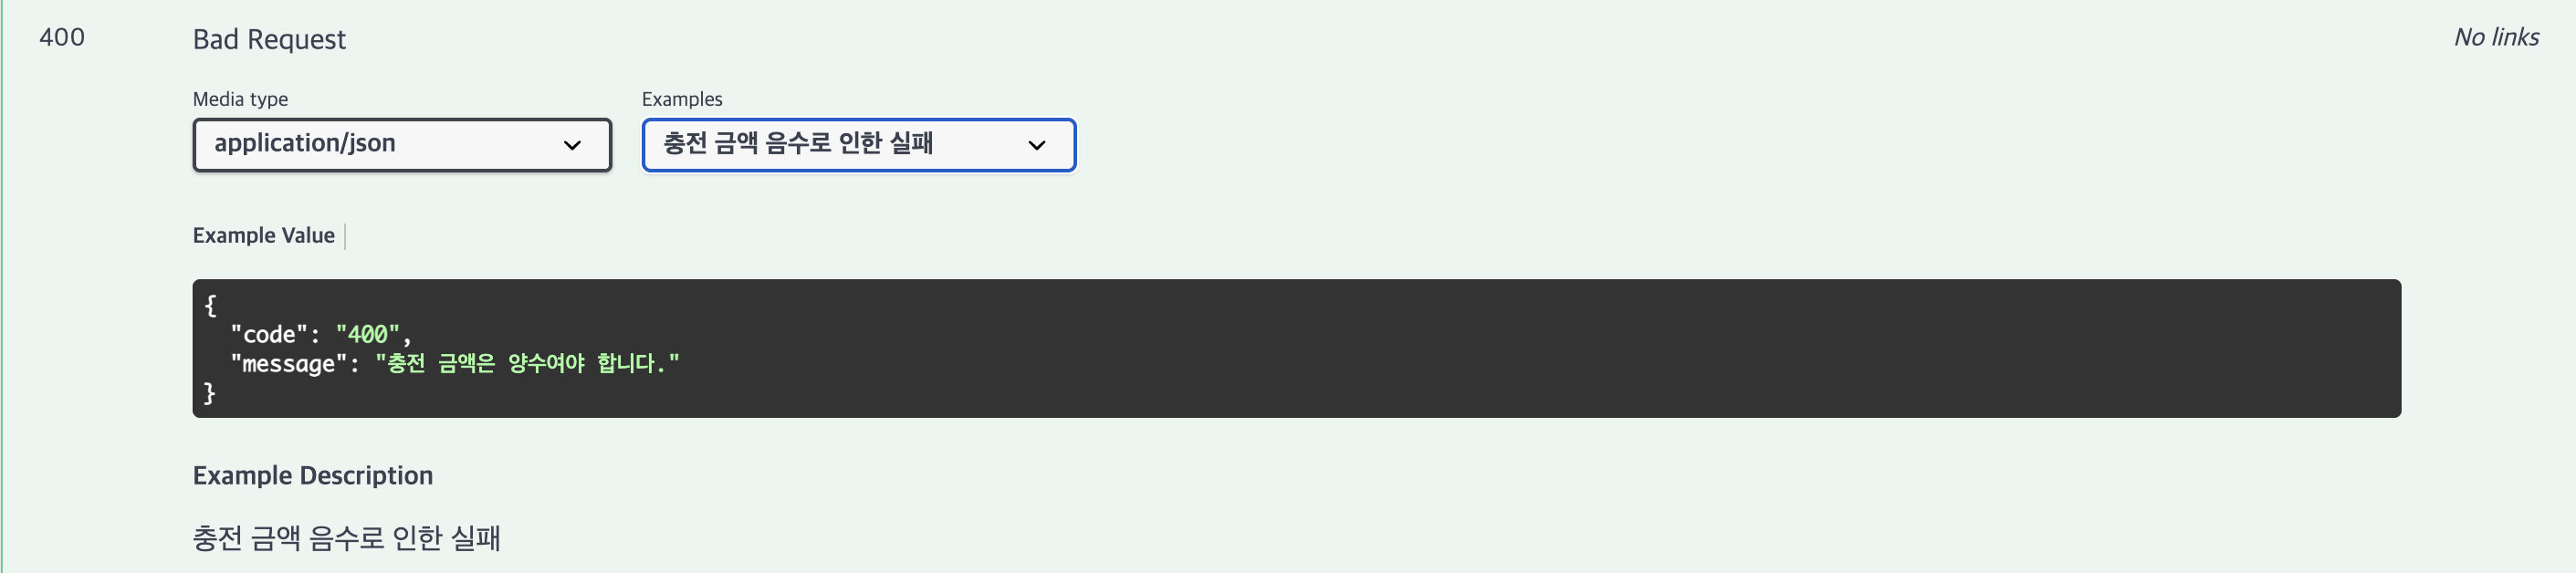 400 Bad Request No links
Media type Examples
application/json 충전 금액 음수로 인한 실패
Example Value
{
"code": "400",
"message": "충전 금액은 양수여야 합니다."
}
Example Description
충전 금액 음수로 인한 실패